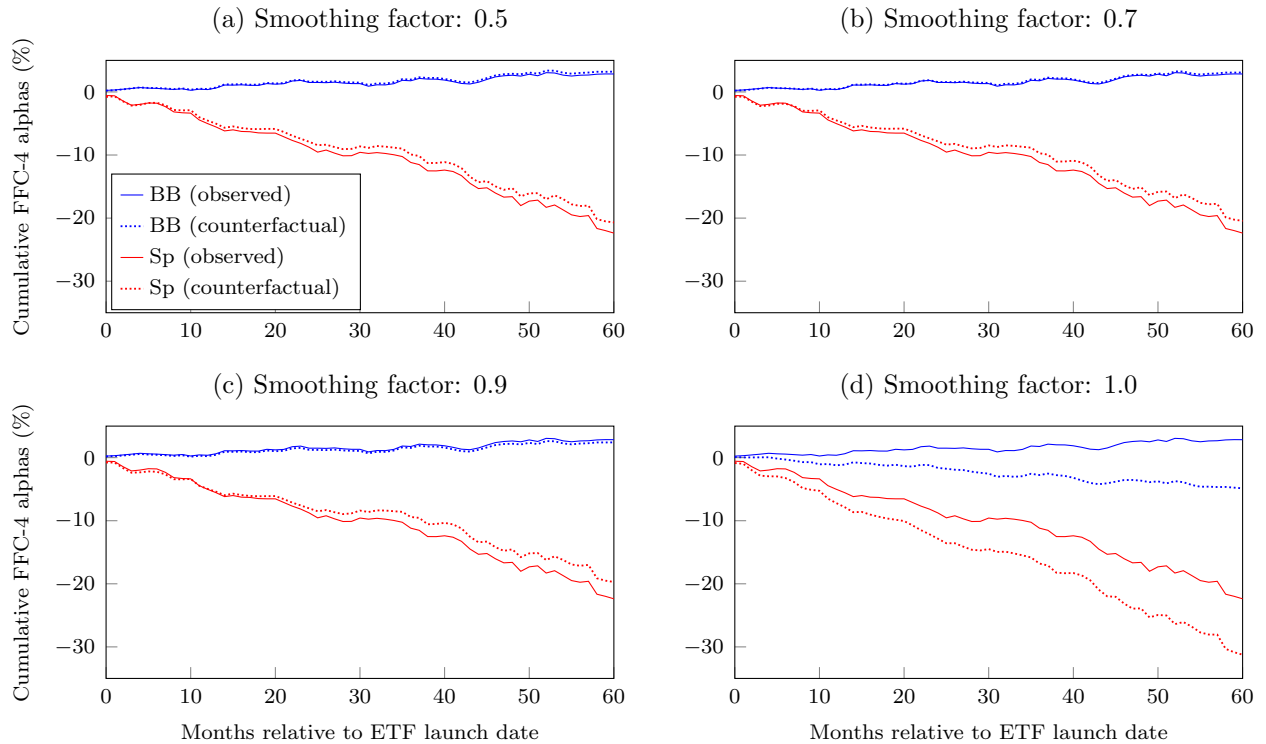 (a) Smoothing factor: 0.5
Cumulative FFC-4 alphas (%)
0
−10
−20
−30
BB (observed)
BB (counterfactual)
Sp (observed)
Sp (counterfactual)
0 10 20 30 40 50 60
(b) Smoothing factor: 0.7
0
−10
−20
−30
0 10 20 30 40 50 60
(c) Smoothing factor: 0.9
Cumulative FFC-4 alphas (%)
0
−10
−20
−30
0 10 20 30 40 50 60
Months relative to ETF launch date
(d) Smoothing factor: 1.0
0
−10
−20
−30
0 10 20 30 40 50 60
Months relative to ETF launch date